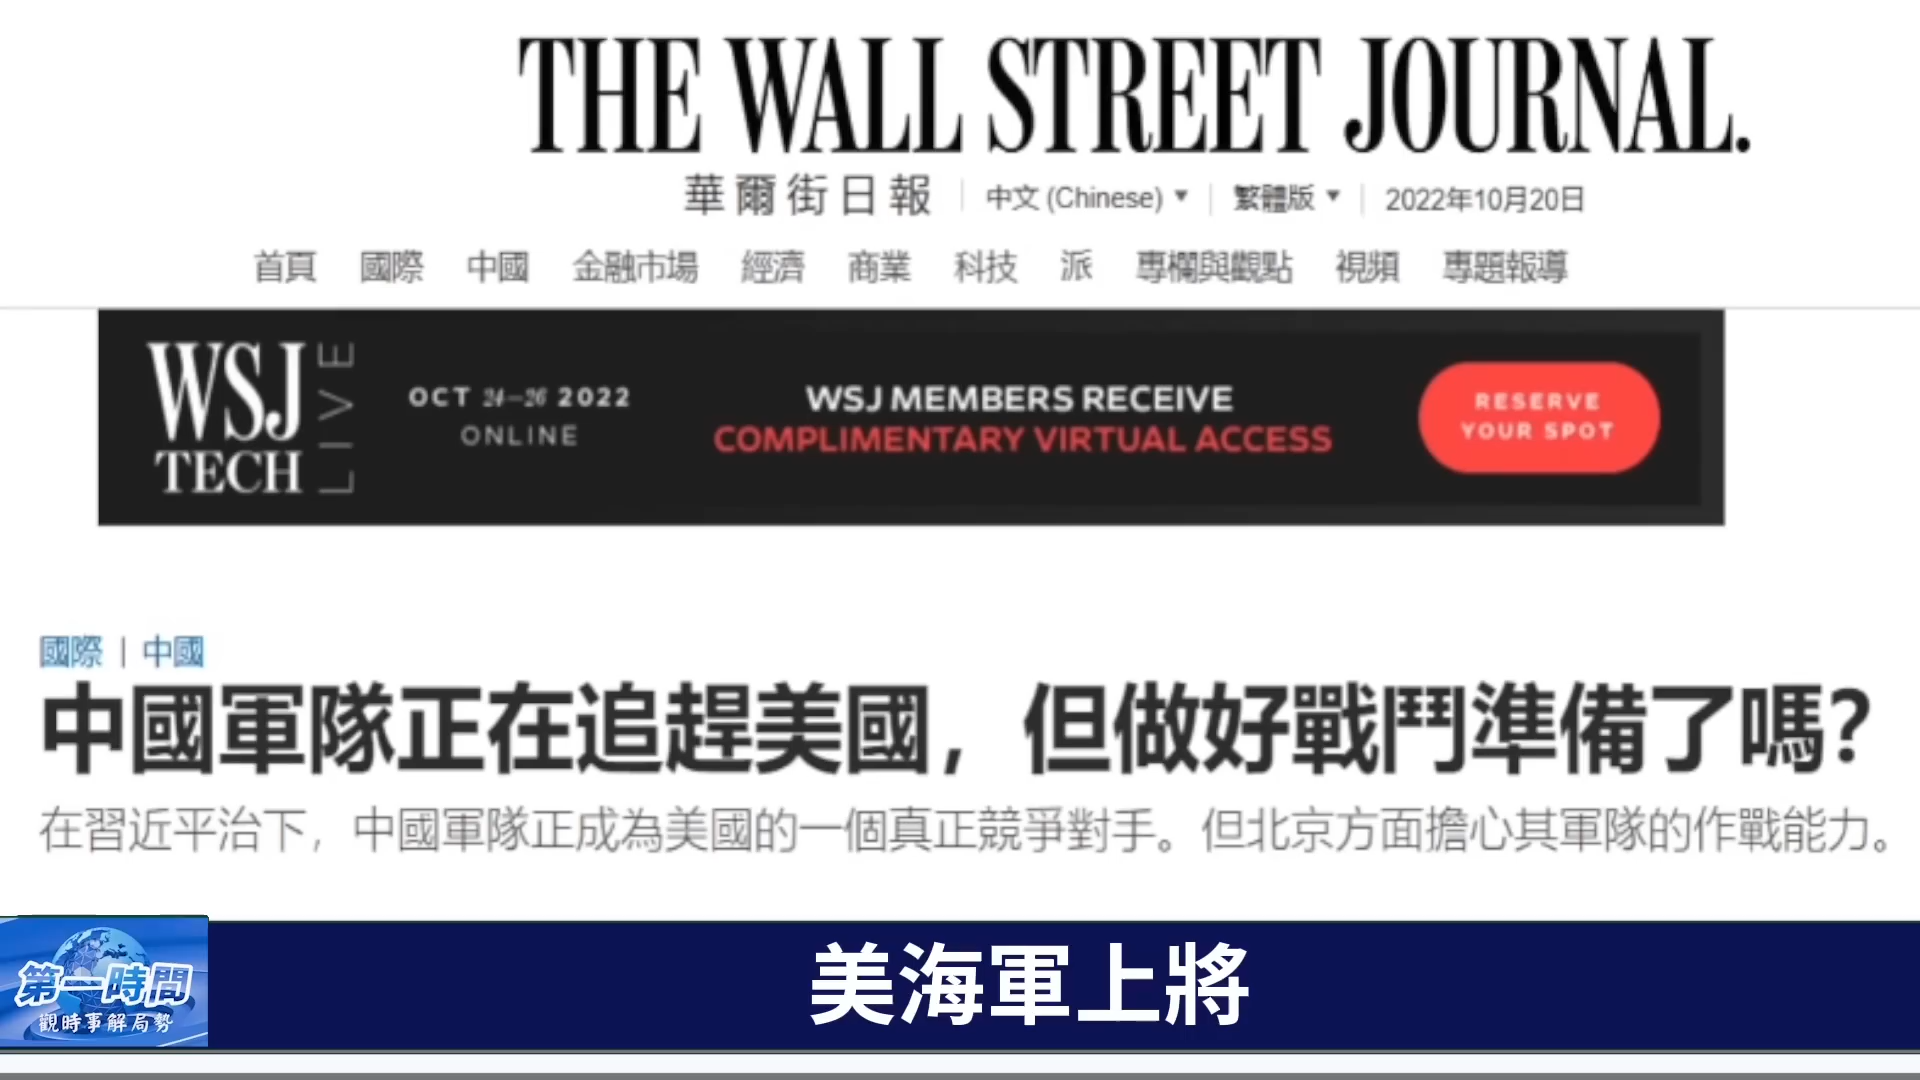 THE WALL STREET JOURNAL.
華爾街日報 | 中文 (Chinese) ▼ | 繁體版 ▼ | 2022年10月20日
首頁 國際 中國 金融市場 經濟 商業 科技 派 專欄與觀點 視頻 專題報導
WSJ TECH LIVE
OCT 24–26 2022
ONLINE
WSJ MEMBERS RECEIVE
COMPLIMENTARY VIRTUAL ACCESS
RESERVE
YOUR SPOT
國際 | 中國
中國軍隊正在追趕美國，但做好戰鬥準備了嗎？
在習近平治下，中國軍隊正成為美國的一個真正競爭對手。但北京方面擔心其軍隊的作戰能力。
第一時間
觀時事解局勢
美海軍上將